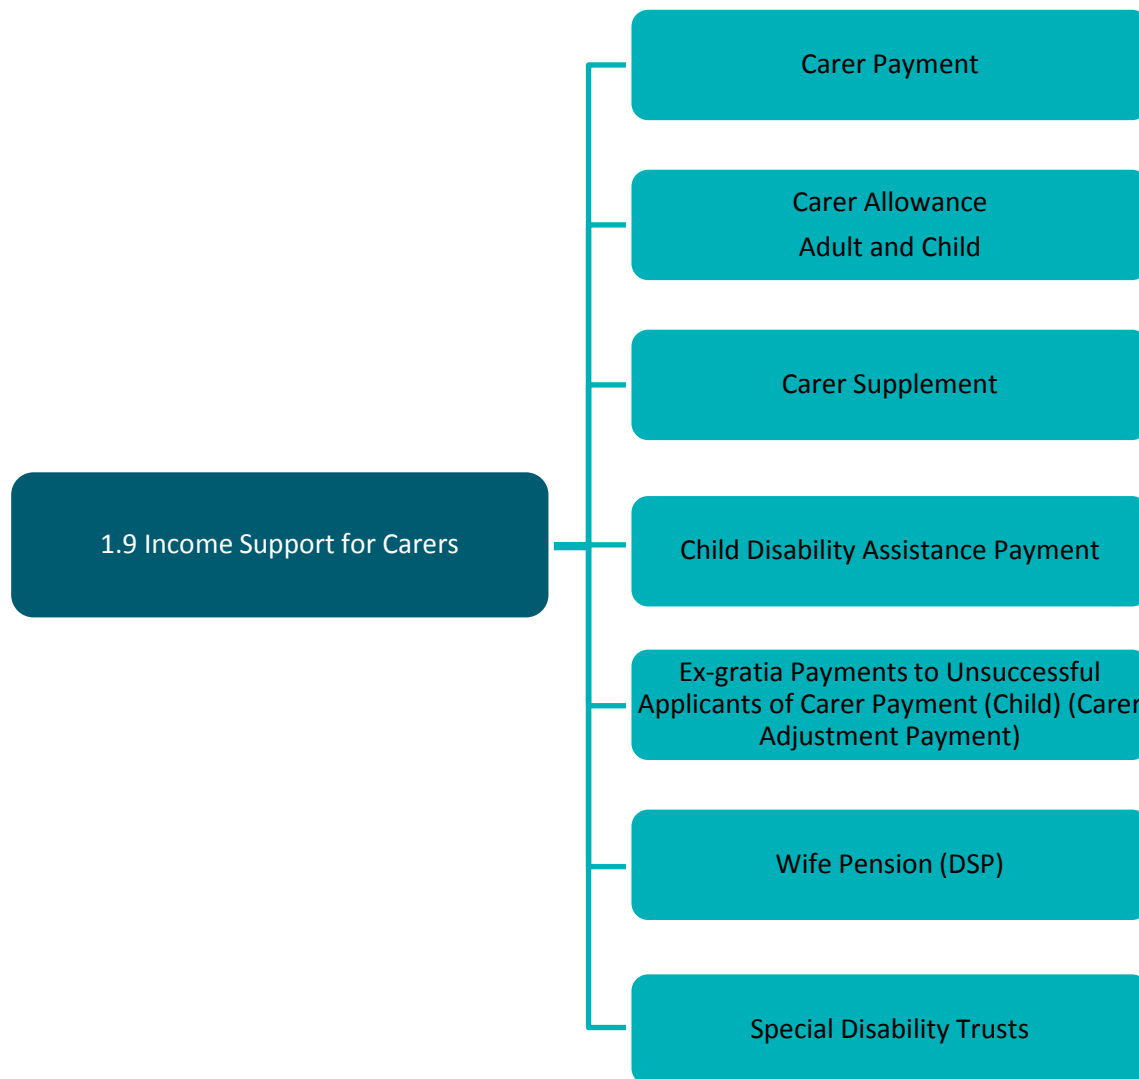 Carer Payment
Carer Allowance
Adult and Child
Carer Supplement
1.9 Income Support for Carers
Child Disability Assistance Payment
Ex-gratia Payments to Unsuccessful
Applicants of Carer Payment (Child) (Carer
Adjustment Payment)
Wife Pension (DSP)
Special Disability Trusts